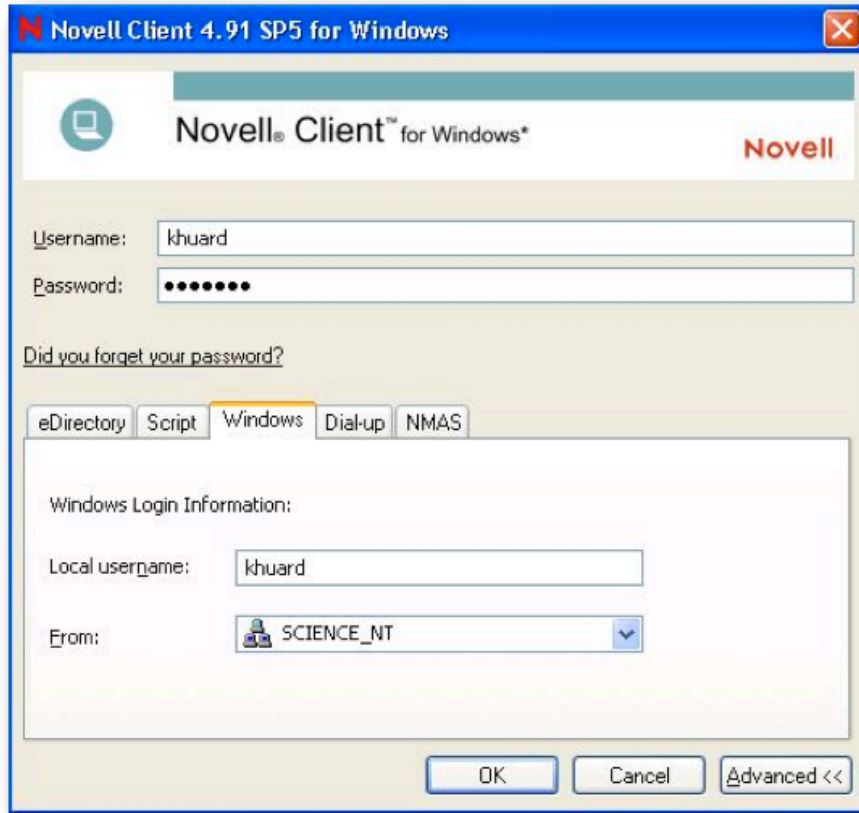 N Novell Client 4.91 SP5 for Windows
Novell® Client™ for Windows*
Novell
Username: khuard
Password: •••••••
Did you forget your password?
eDirectory Script Windows Dial-up NMAS
Windows Login Information:
Local username: khuard
From: SCIENCE_NT
OK Cancel Advanced <<